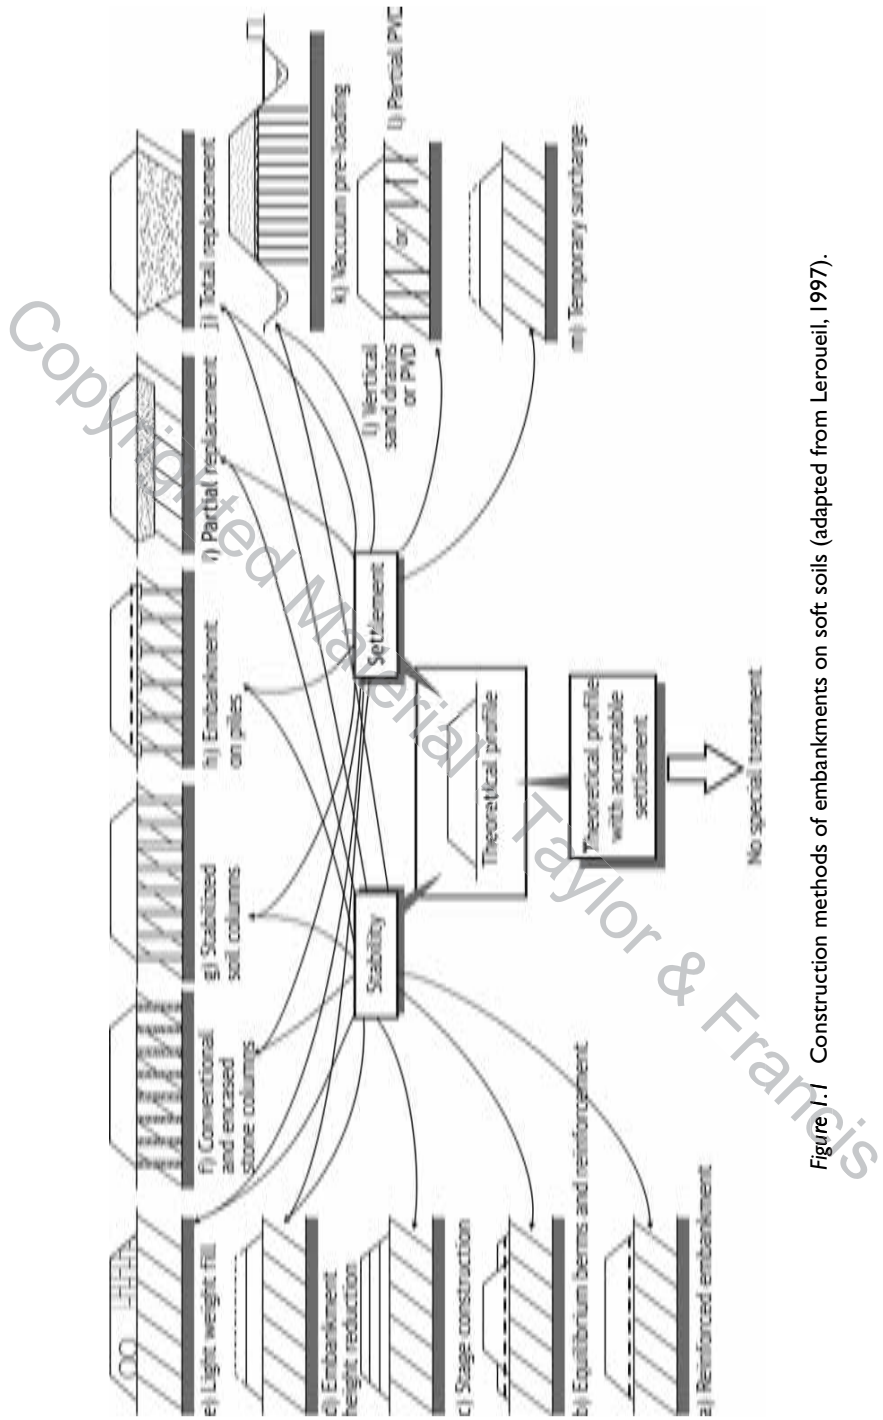 e) Light weight fill
f) Conventional
and encased
stone columns
g) Stabilized
soil columns
h) Embankment
on piles
i) Partial replacement
j) Total replacement
d) Embankment
height reduction
k) Vaccuum pre-loading
c) Stage construction
Stability
Settlement
l) Vertical
sand drains
or PVD
or
l) Partial PVD
b) Equilibrium berms and reinforcement
Theoretical profile
m) Temporary surcharge
a) Reinforced embankment
Theoretical profile
with acceptable
settlement
No special treatment
Figure 1.1 Construction methods of embankments on soft soils (adapted from Leroueil, 1997).
Copyrighted Material Taylor & Francis